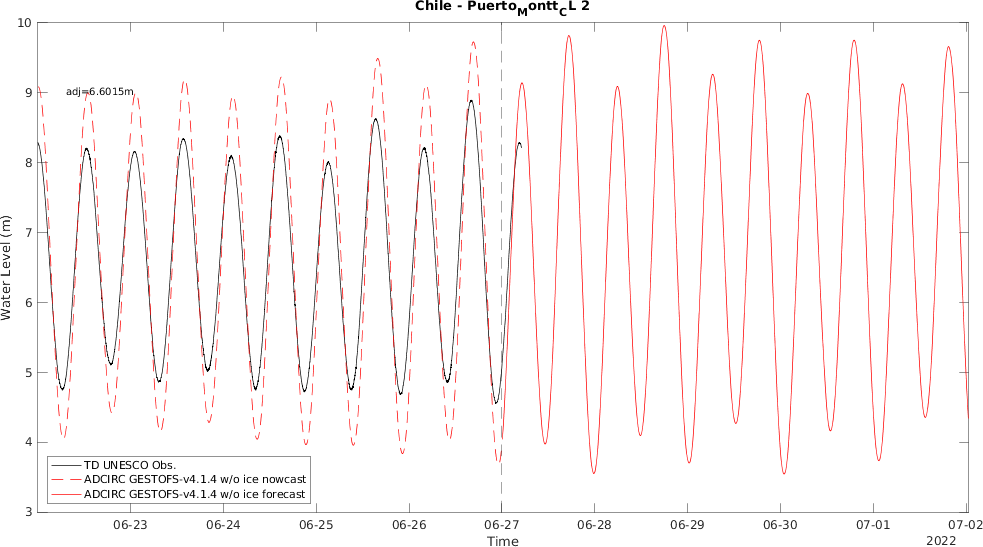 Chile - Puerto_Montt_CL 2
adj=6.6015m
Water Level (m)
10
9
8
7
6
5
4
3
TD UNESCO Obs.
ADCIRC GESTOFS-v4.1.4 w/o ice nowcast
ADCIRC GESTOFS-v4.1.4 w/o ice forecast
06-23 06-24 06-25 06-26 06-27 06-28 06-29 06-30 07-01 07-02
Time
2022